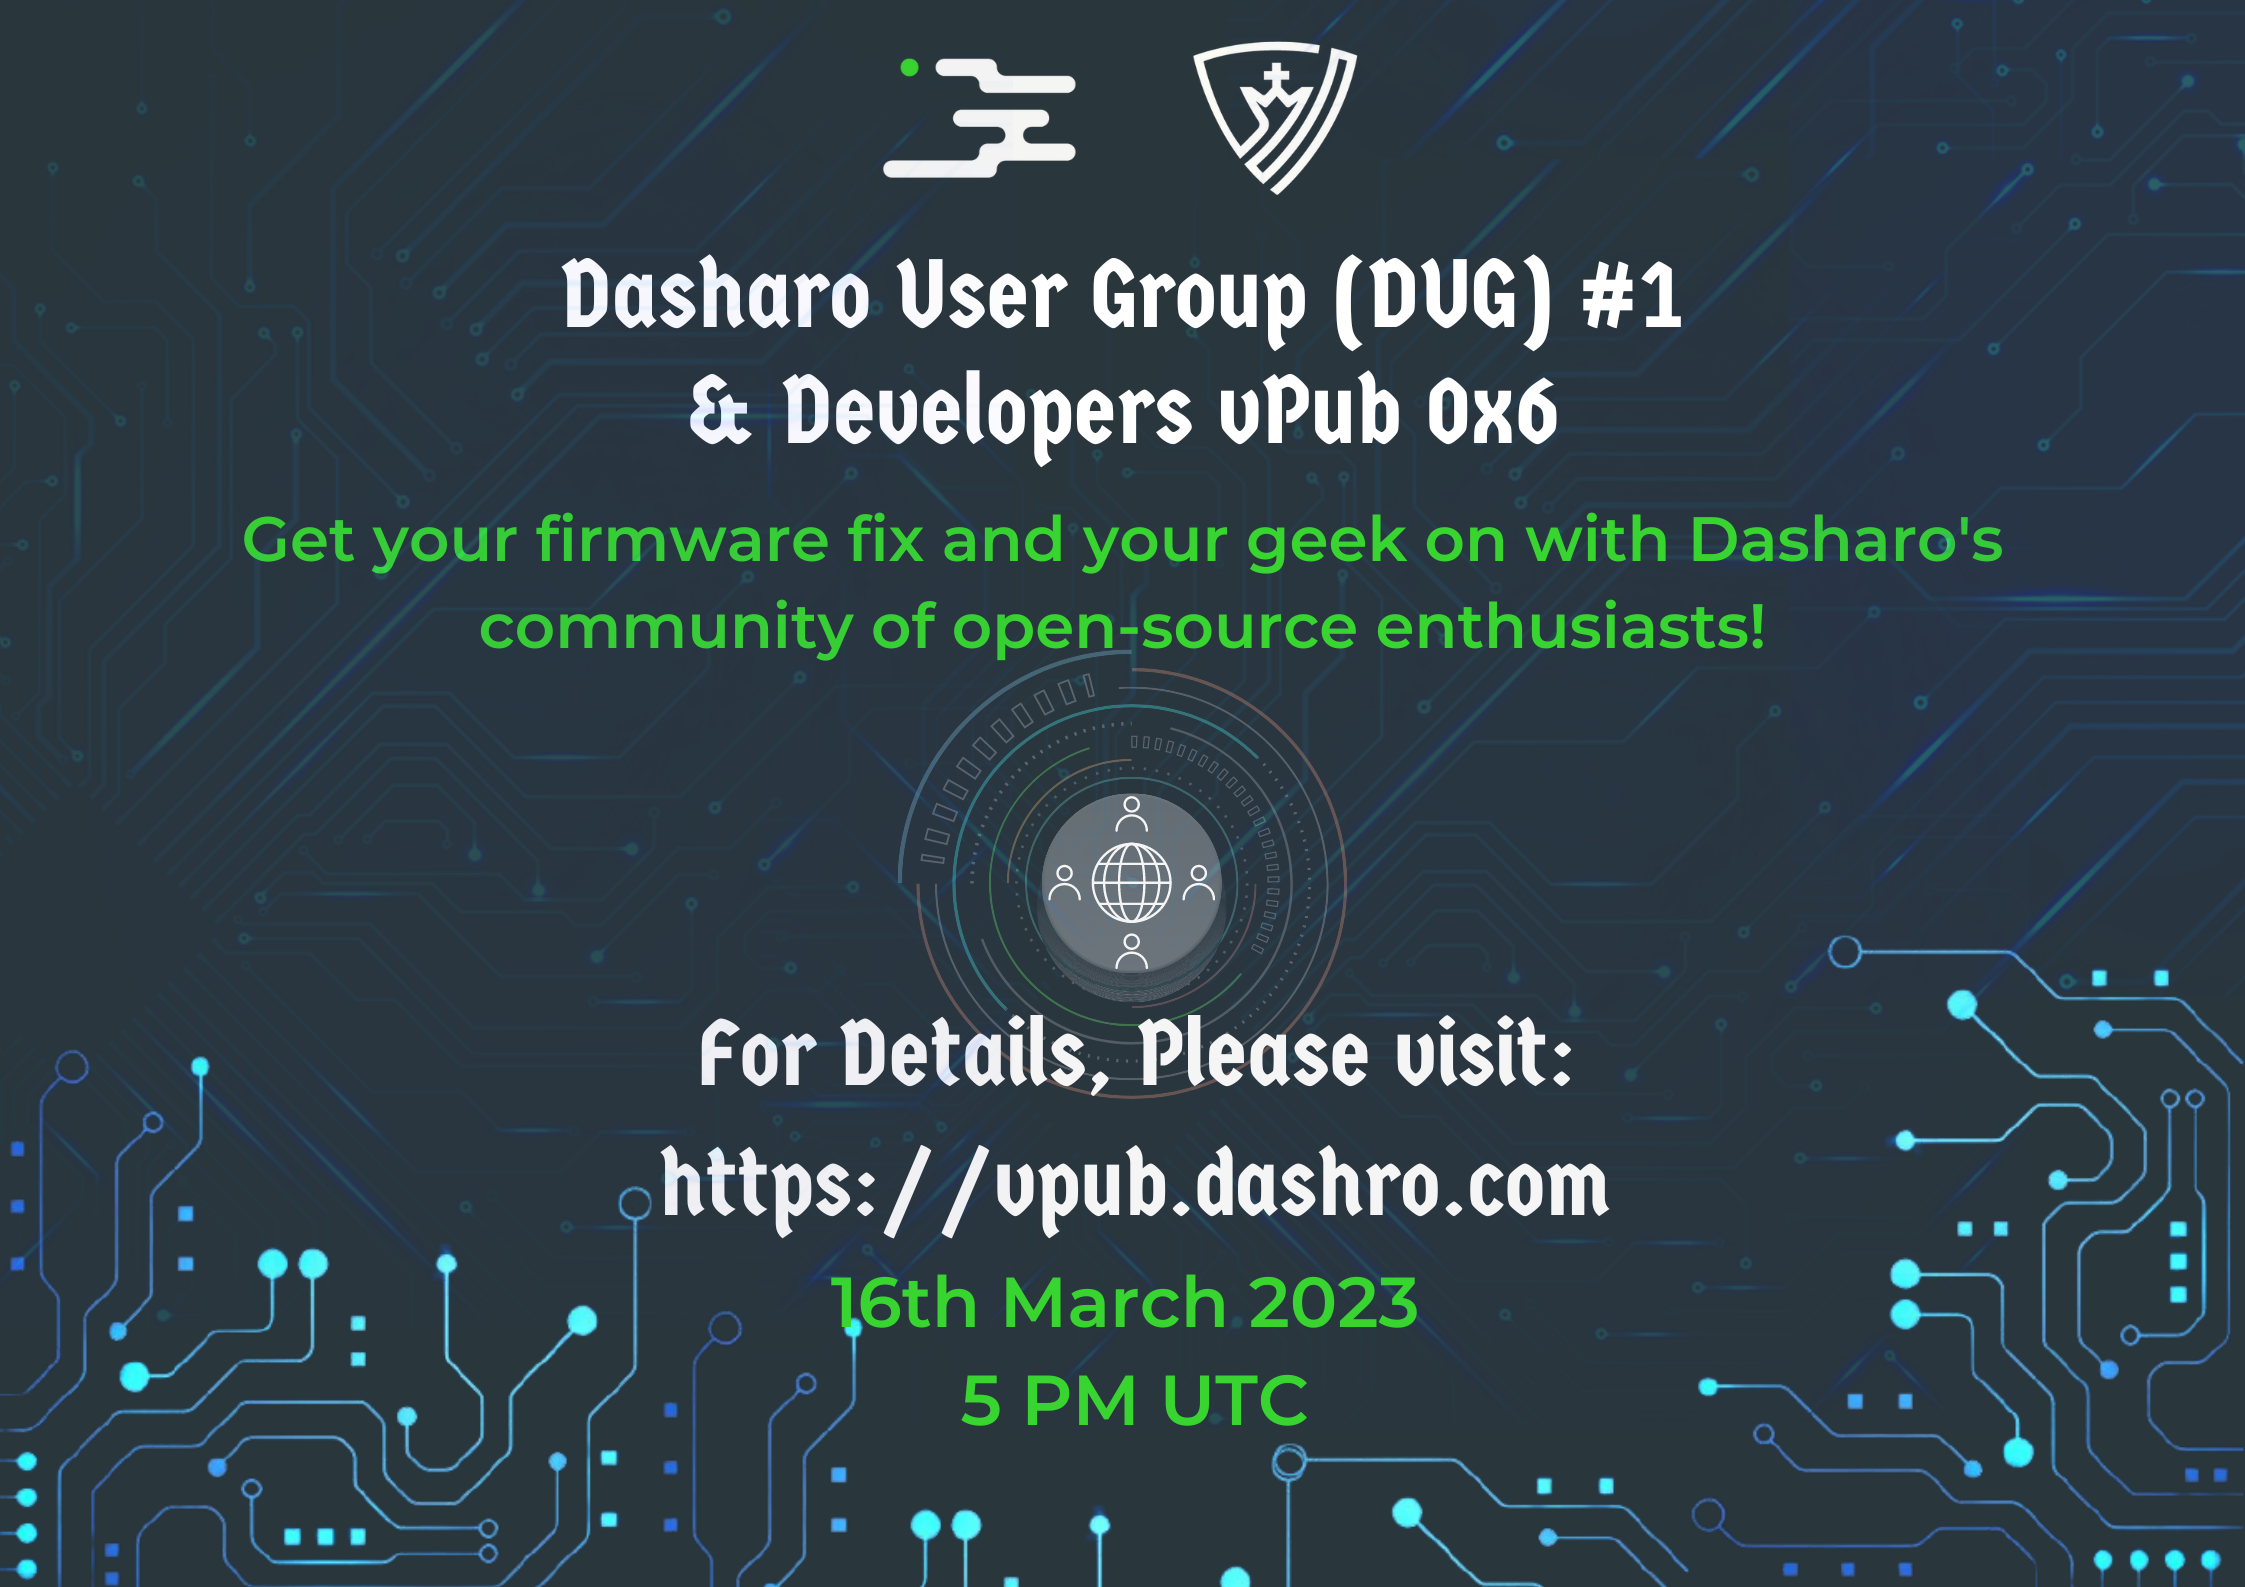 Dasharo User Group (DUG) #1
& Developers vPub 0x6
Get your firmware fix and your geek on with Dasharo's
community of open-source enthusiasts!
For Details, Please visit:
https://vpub.dashro.com
16th March 2023
5 PM UTC